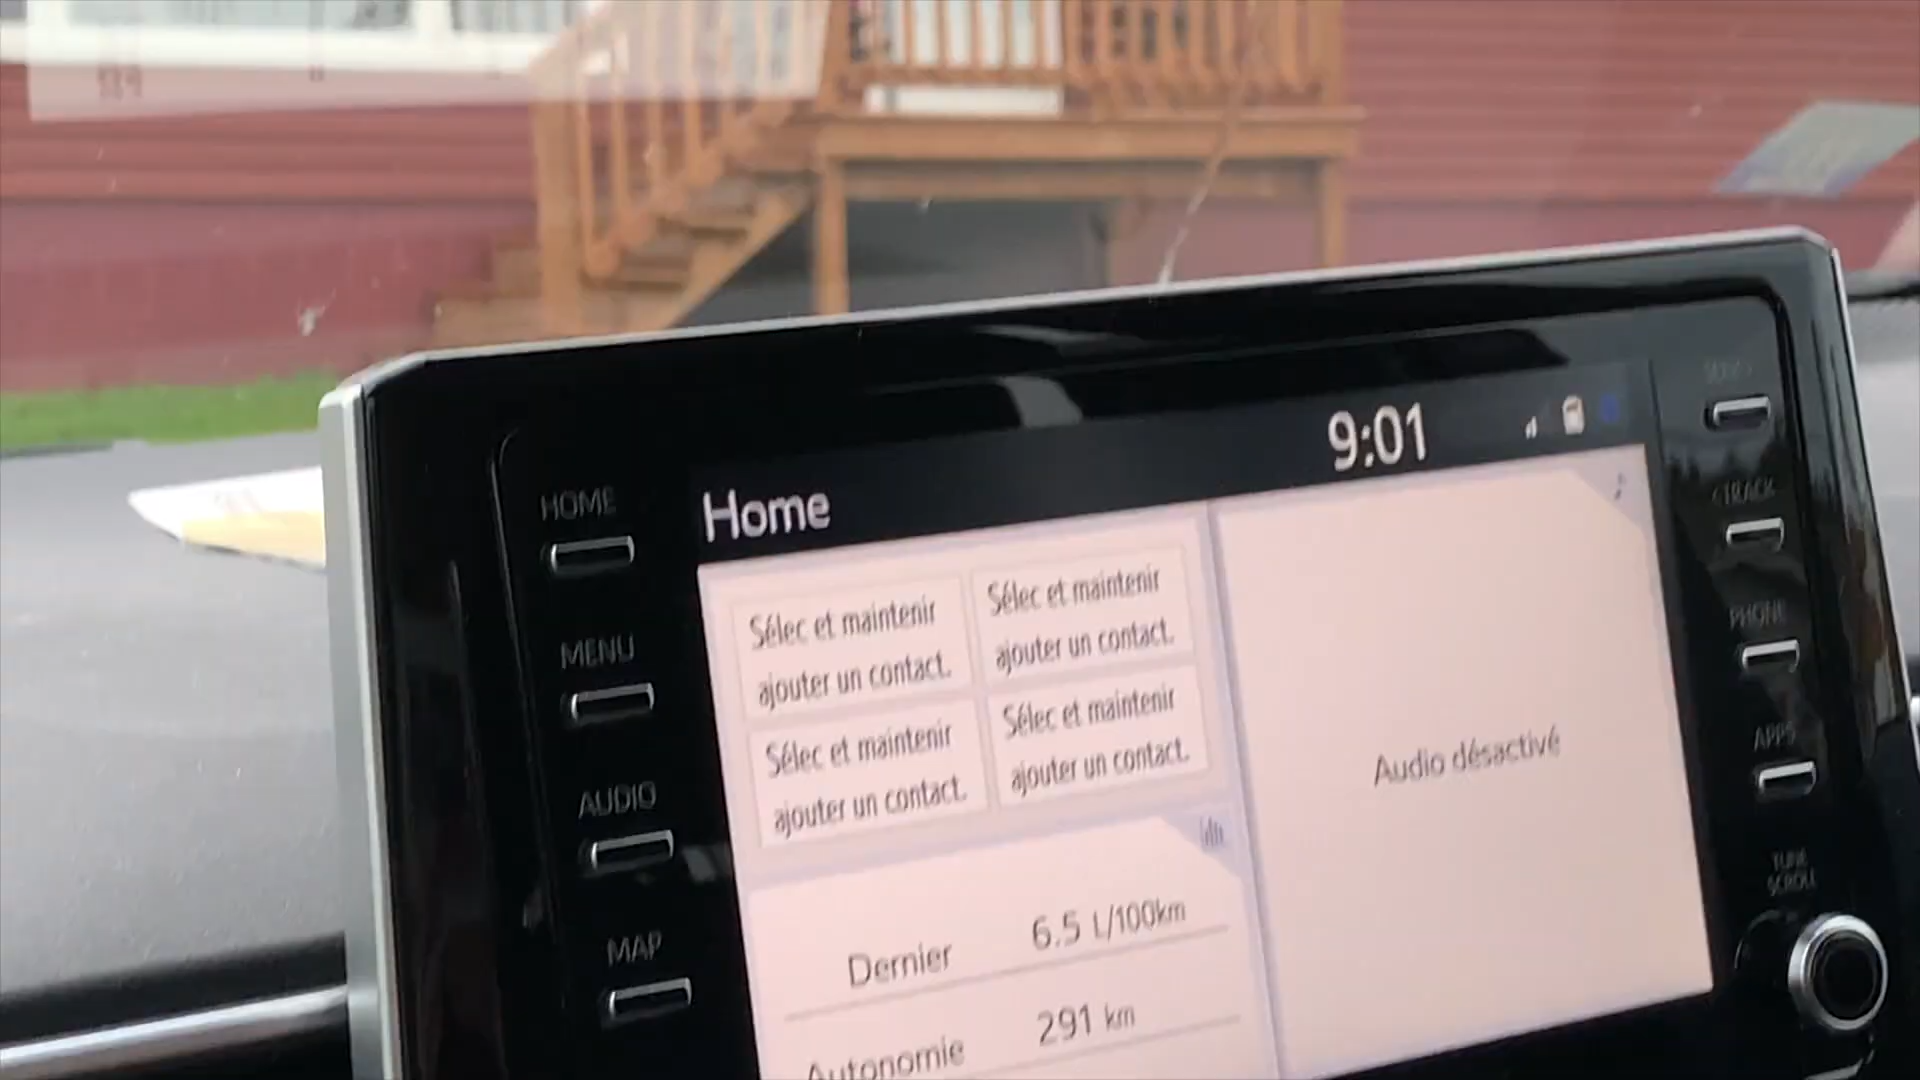 9:01
Home
HOME
MENU
AUDIO
MAP
Sélec et maintenir
ajouter un contact.
Sélec et maintenir
ajouter un contact.
Sélec et maintenir
ajouter un contact.
Sélec et maintenir
ajouter un contact.
Dernier 6.5 L/100km
Autonomie 291 km
Audio désactivé
TRACK
PHONE
APPS
TUNE
SCROLL